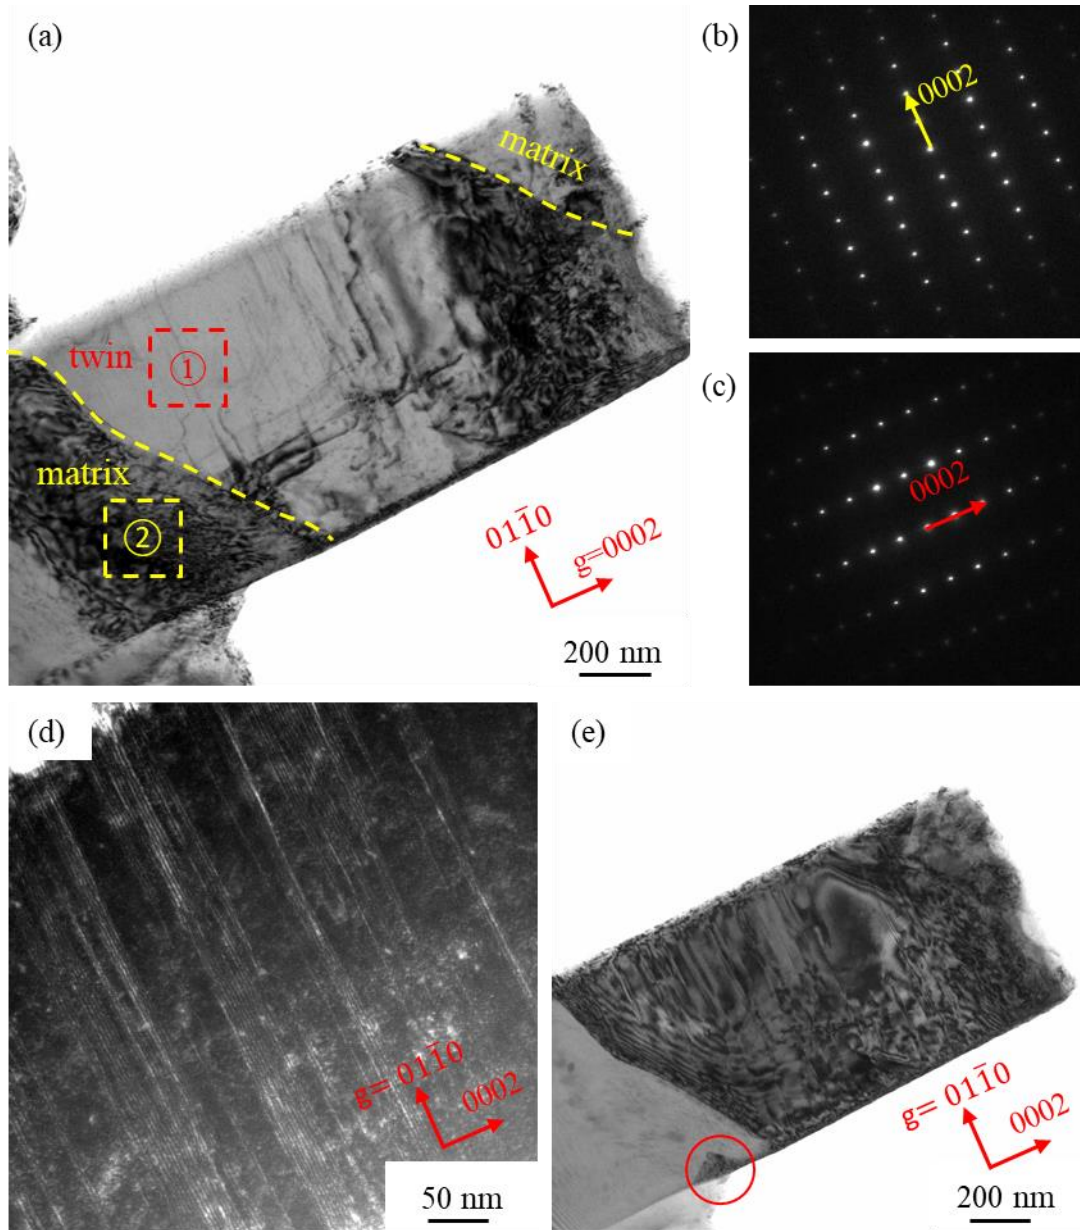 (a)
matrix
twin
①
matrix
②
011̅0
g=0002
200 nm
(b)
0002
(c)
0002
(d)
g= 011̅0
0002
50 nm
(e)
g= 011̅0
0002
200 nm